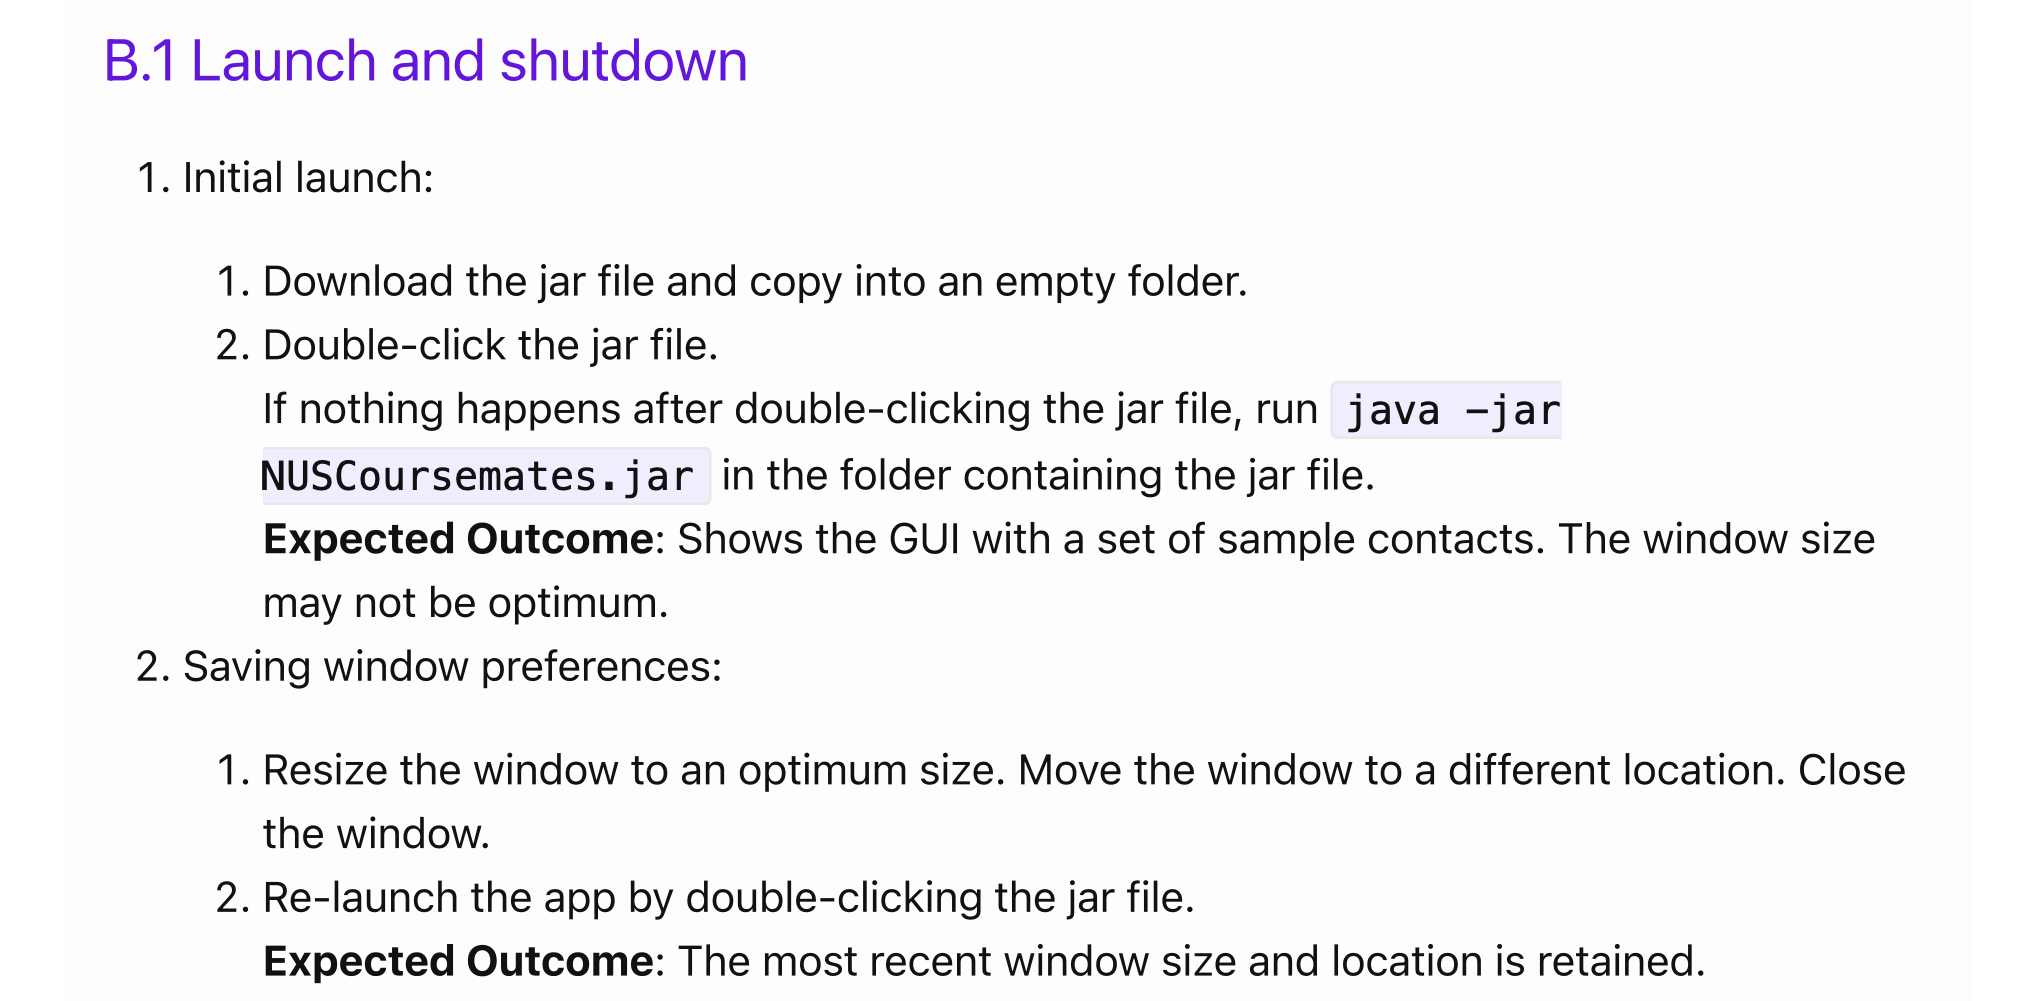 B.1 Launch and shutdown
1. Initial launch:
1. Download the jar file and copy into an empty folder.
2. Double-click the jar file.
If nothing happens after double-clicking the jar file, run java -jar
NUSCoursemates.jar in the folder containing the jar file.
Expected Outcome: Shows the GUI with a set of sample contacts. The window size
may not be optimum.
2. Saving window preferences:
1. Resize the window to an optimum size. Move the window to a different location. Close
the window.
2. Re-launch the app by double-clicking the jar file.
Expected Outcome: The most recent window size and location is retained.